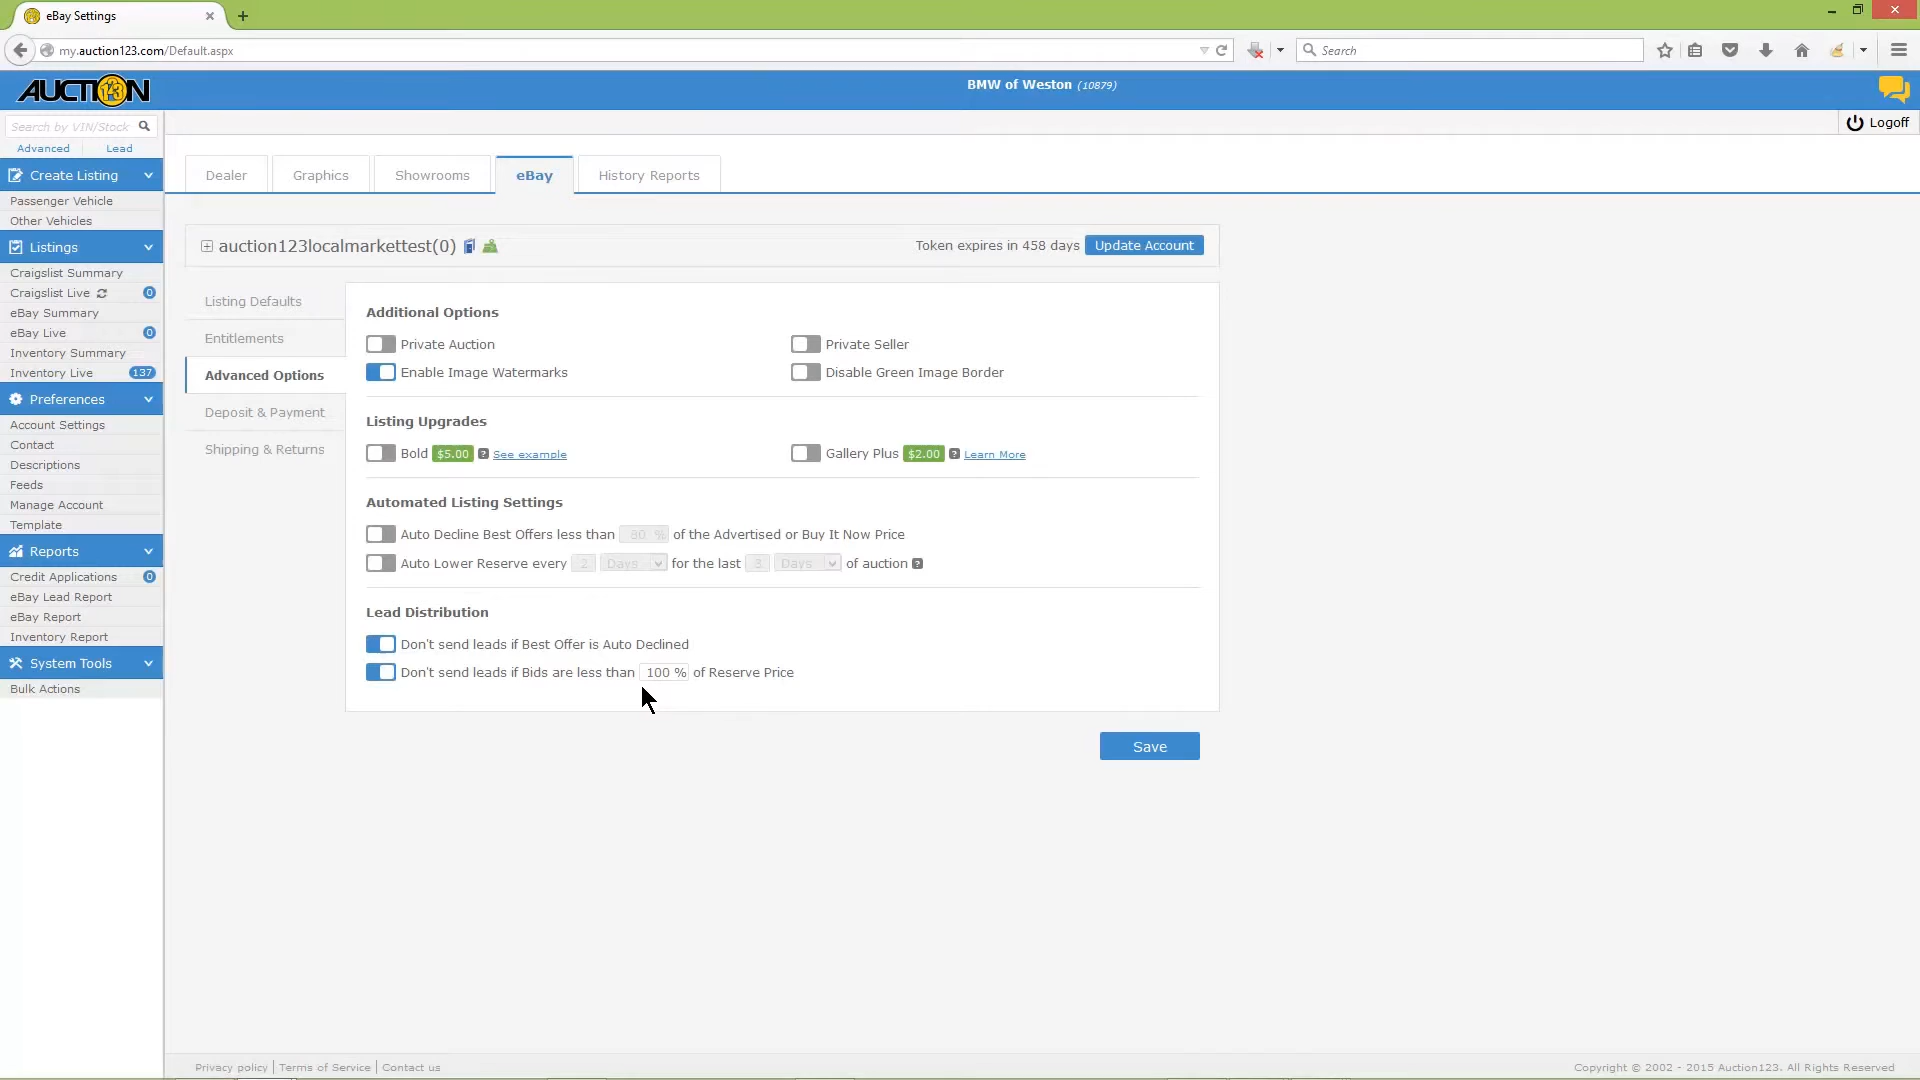 eBay Settings
my.auction123.com/Default.aspx
Search
AUCTION 123
BMW of Weston (10879)
Search by VIN/Stock
Logoff
Advanced Lead
Create Listing
Passenger Vehicle
Other Vehicles
Listings
Craigslist Summary
Craigslist Live 0
eBay Summary
eBay Live 0
Inventory Summary
Inventory Live 137
Preferences
Account Settings
Contact
Descriptions
Feeds
Manage Account
Template
Reports
Credit Applications 0
eBay Lead Report
eBay Report
Inventory Report
System Tools
Bulk Actions
Dealer Graphics Showrooms eBay History Reports
auction123localmarkettest(0) Token expires in 458 days Update Account
Listing Defaults
Entitlements
Advanced Options
Deposit & Payment
Shipping & Returns
Additional Options
Private Auction Private Seller
Enable Image Watermarks Disable Green Image Border
Listing Upgrades
Bold $5.00 ? See example Gallery Plus $2.00 ? Learn More
Automated Listing Settings
Auto Decline Best Offers less than 80 % of the Advertised or Buy It Now Price
Auto Lower Reserve every 2 Days for the last 3 Days of auction ?
Lead Distribution
Don't send leads if Best Offer is Auto Declined
Don't send leads if Bids are less than 100 % of Reserve Price
Save
Privacy policy | Terms of Service | Contact us
Copyright © 2002 - 2015 Auction123. All Rights Reserved